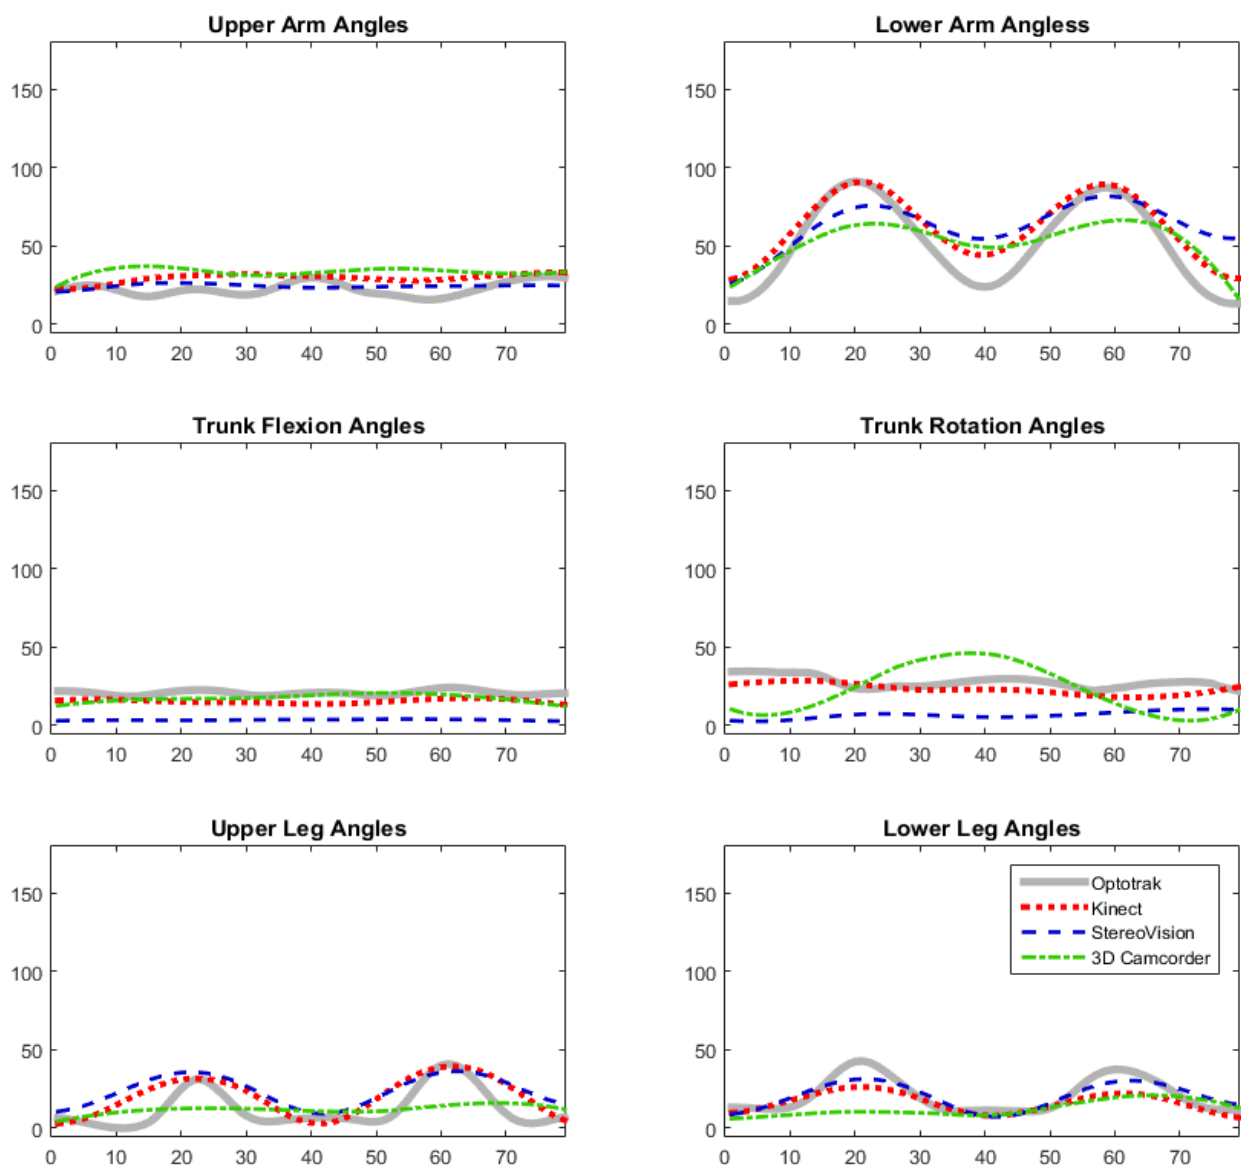 Upper Arm Angles
150
100
50
0
0 10 20 30 40 50 60 70
Lower Arm Angless
150
100
50
0
0 10 20 30 40 50 60 70
Trunk Flexion Angles
150
100
50
0
0 10 20 30 40 50 60 70
Trunk Rotation Angles
150
100
50
0
0 10 20 30 40 50 60 70
Upper Leg Angles
150
100
50
0
0 10 20 30 40 50 60 70
Lower Leg Angles
150
100
50
0
0 10 20 30 40 50 60 70
Optotrak
Kinect
StereoVision
3D Camcorder